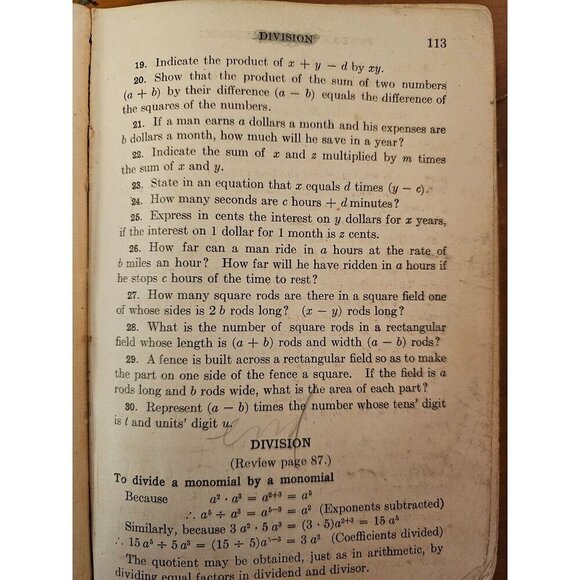 DIVISION 113
19. Indicate the product of x + y − d by xy.
20. Show that the product of the sum of two numbers
(a + b) by their difference (a − b) equals the difference of
the squares of the numbers.
21. If a man earns a dollars a month and his expenses are
b dollars a month, how much will he save in a year?
22. Indicate the sum of x and z multiplied by m times
the sum of x and y.
23. State in an equation that x equals d times (y − c).
24. How many seconds are c hours + d minutes?
25. Express in cents the interest on y dollars for x years,
if the interest on 1 dollar for 1 month is z cents.
26. How far can a man ride in a hours at the rate of
b miles an hour? How far will he have ridden in a hours if
he stops c hours of the time to rest?
27. How many square rods are there in a square field one
of whose sides is 2 b rods long? (x − y) rods long?
28. What is the number of square rods in a rectangular
field whose length is (a + b) rods and width (a − b) rods?
29. A fence is built across a rectangular field so as to make
the part on one side of the fence a square. If the field is a
rods long and b rods wide, what is the area of each part?
30. Represent (a − b) times the number whose tens' digit
is t and units' digit u.
end
DIVISION
(Review page 87.)
To divide a monomial by a monomial
Because a² · a³ = a²⁺³ = a⁵
∴ a⁵ ÷ a³ = a⁵⁻³ = a² (Exponents subtracted)
Similarly, because 3 a² · 5 a³ = (3 · 5)a²⁺³ = 15 a⁵
∴ 15 a⁵ ÷ 5 a³ = (15 ÷ 5)a⁵⁻³ = 3 a² (Coefficients divided)
The quotient may be obtained, just as in arithmetic, by
dividing equal factors in dividend and divisor.